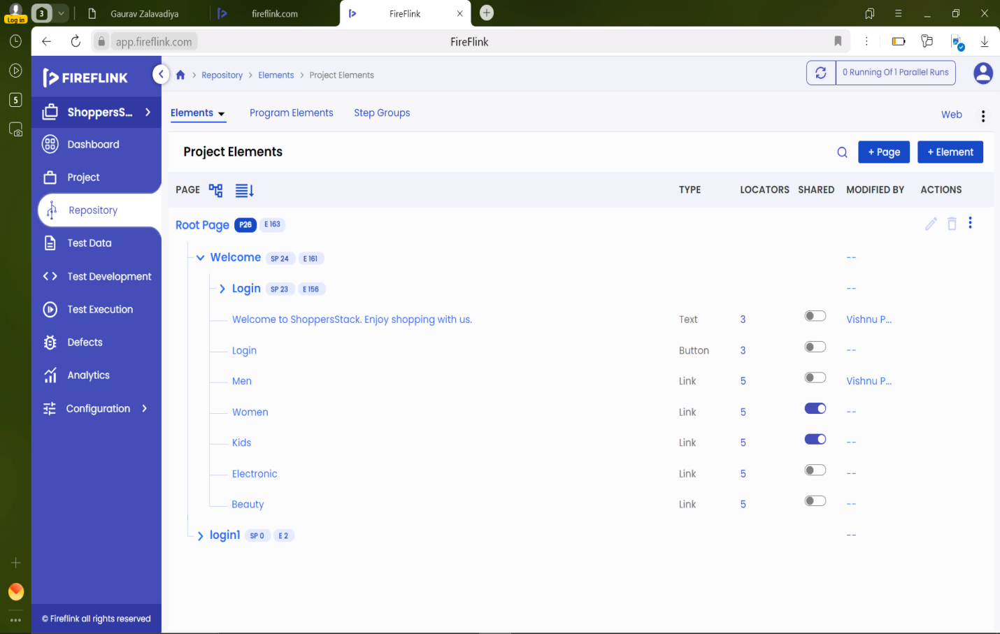 Log in
3
Gaurav Zalavadiya
fireflink.com
FireFlink
app.fireflink.com
FireFlink
5
FIREFLINK
Repository
Elements
Project Elements
0 Running Of 1 Parallel Runs
ShoppersS...
Elements
Program Elements
Step Groups
Web
Dashboard
Project
Repository
Test Data
Test Development
Test Execution
Defects
Analytics
Configuration
© Fireflink all rights reserved
Project Elements
+ Page
+ Element
PAGE TYPE LOCATORS SHARED MODIFIED BY ACTIONS
Root Page P26 E 163
Welcome SP 24 E 161 --
Login SP 23 E 156 --
Welcome to ShoppersStack. Enjoy shopping with us. Text 3 Vishnu P...
Login Button 3 --
Men Link 5 Vishnu P...
Women Link 5 --
Kids Link 5 --
Electronic Link 5 --
Beauty Link 5 --
login1 SP 0 E 2 --